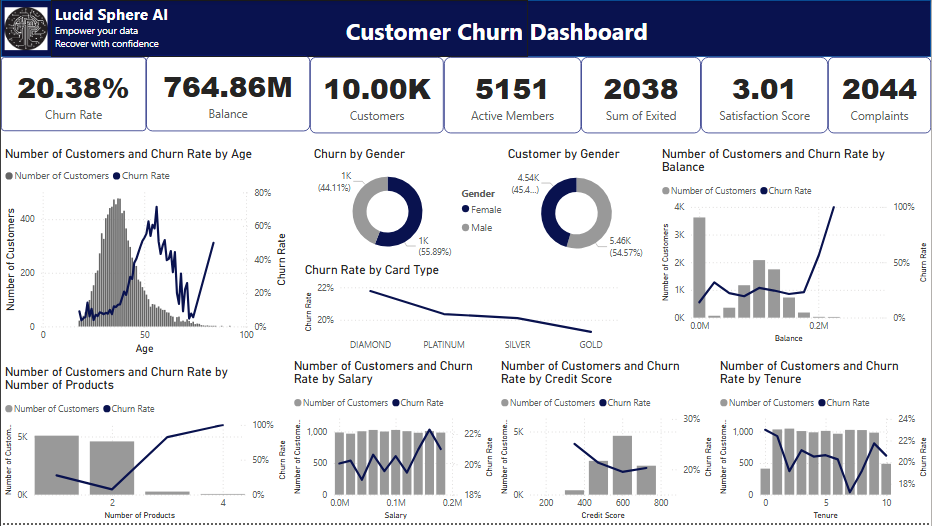 Lucid Sphere AI
Empower your data
Recover with confidence
Customer Churn Dashboard
20.38%
Churn Rate
764.86M
Balance
10.00K
Customers
5151
Active Members
2038
Sum of Exited
3.01
Satisfaction Score
2044
Complaints
Number of Customers and Churn Rate by Age
Number of Customers Churn Rate
Number of Customers
400
200
0
80%
60%
40%
20%
0%
Churn Rate
0 50 100
Age
Churn by Gender
1K
(44.11%)
1K
(55.89%)
Gender
Female
Male
Customer by Gender
4.54K
(45.4...)
5.46K
(54.57%)
Churn Rate by Card Type
Churn Rate
22%
20%
DIAMOND PLATINUM SILVER GOLD
Number of Customers and Churn Rate by
Balance
Number of Customers Churn Rate
Number of Customers
4K
3K
2K
1K
0K
100%
50%
0%
Churn Rate
0.0M 0.2M
Balance
Number of Customers and Churn Rate by
Number of Products
Number of Customers Churn Rate
Number of Custom...
5K
0K
100%
50%
0%
Churn Rate
2 4
Number of Products
Number of Customers and Churn
Rate by Salary
Number of Customers Churn Rate
Number of Custome...
1,000
500
0
22%
20%
18%
Churn Rate
0.0M 0.1M 0.2M
Salary
Number of Customers and Churn
Rate by Credit Score
Number of Customers Churn Rate
Number of Custome...
5K
0K
30%
20%
Churn Rate
200 400 600 800
Credit Score
Number of Customers and Churn
Rate by Tenure
Number of Customers Churn Rate
Number of Custome...
1,000
500
0
24%
22%
20%
18%
Churn Rate
0 5 10
Tenure